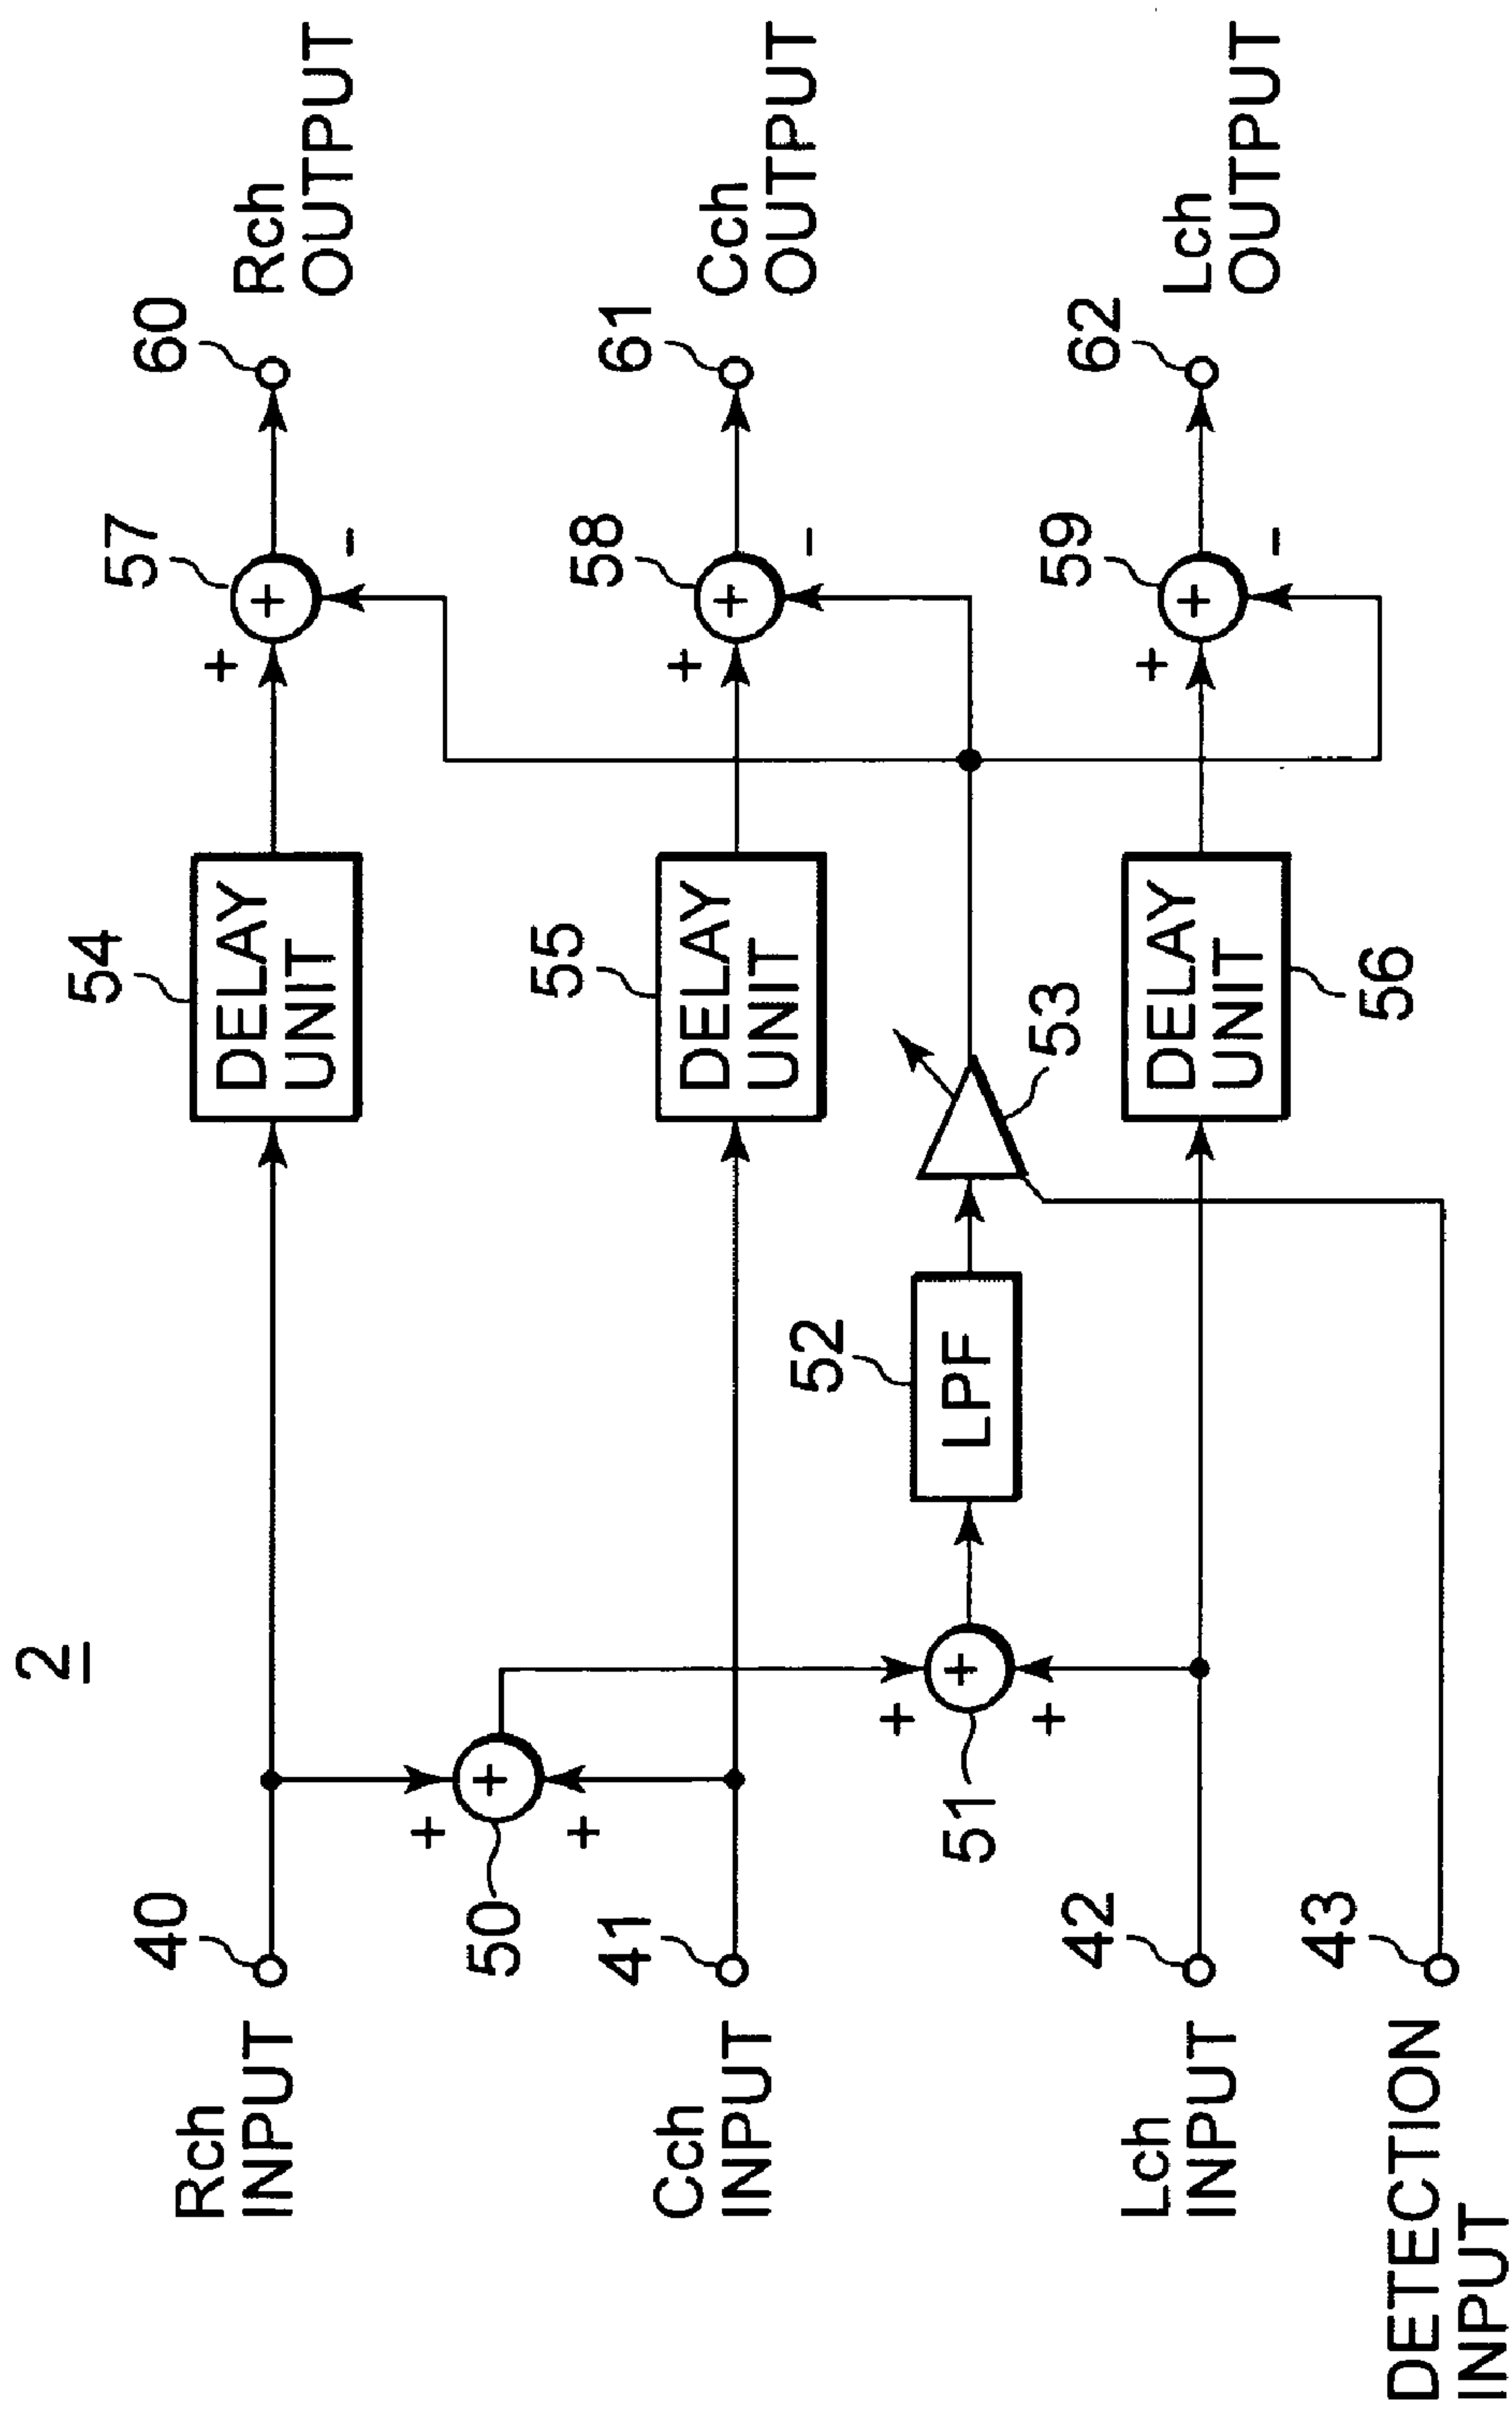 2
40
Rch
INPUT
54
DELAY
UNIT
57
+
+
-
60
Rch
OUTPUT
50
+
+
+
41
Cch
INPUT
55
DELAY
UNIT
58
+
+
-
61
Cch
OUTPUT
51
+
+
+
52
LPF
53
42
Lch
INPUT
DELAY
UNIT
56
59
+
+
-
62
Lch
OUTPUT
43
DETECTION
INPUT